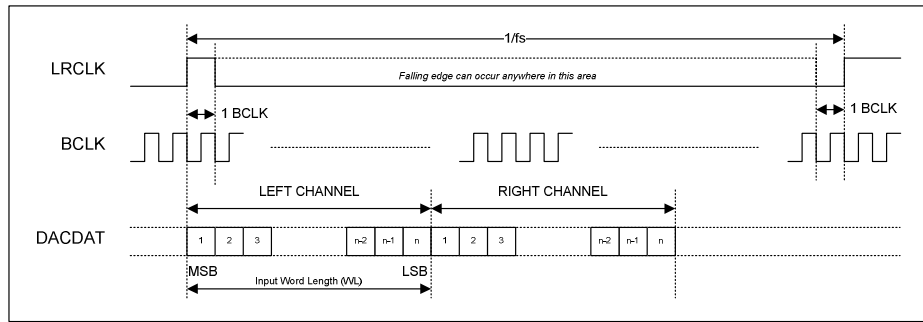 1/fs
LRCLK
Falling edge can occur anywhere in this area
1 BCLK
1 BCLK
BCLK
LEFT CHANNEL
RIGHT CHANNEL
DACDAT
1 2 3 n-2 n-1 n 1 2 3 n-2 n-1 n
MSB
LSB
Input Word Length (WL)